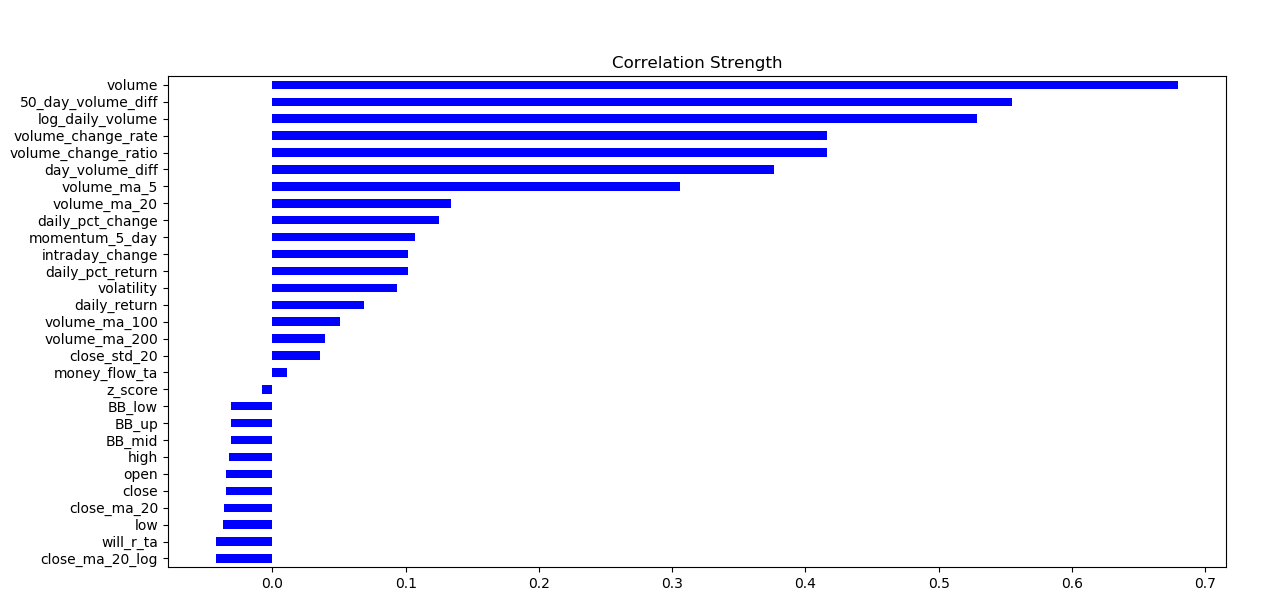 Correlation Strength
volume
50_day_volume_diff
log_daily_volume
volume_change_rate
volume_change_ratio
day_volume_diff
volume_ma_5
volume_ma_20
daily_pct_change
momentum_5_day
intraday_change
daily_pct_return
volatility
daily_return
volume_ma_100
volume_ma_200
close_std_20
money_flow_ta
z_score
BB_low
BB_up
BB_mid
high
open
close
close_ma_20
low
will_r_ta
close_ma_20_log
0.0 0.1 0.2 0.3 0.4 0.5 0.6 0.7